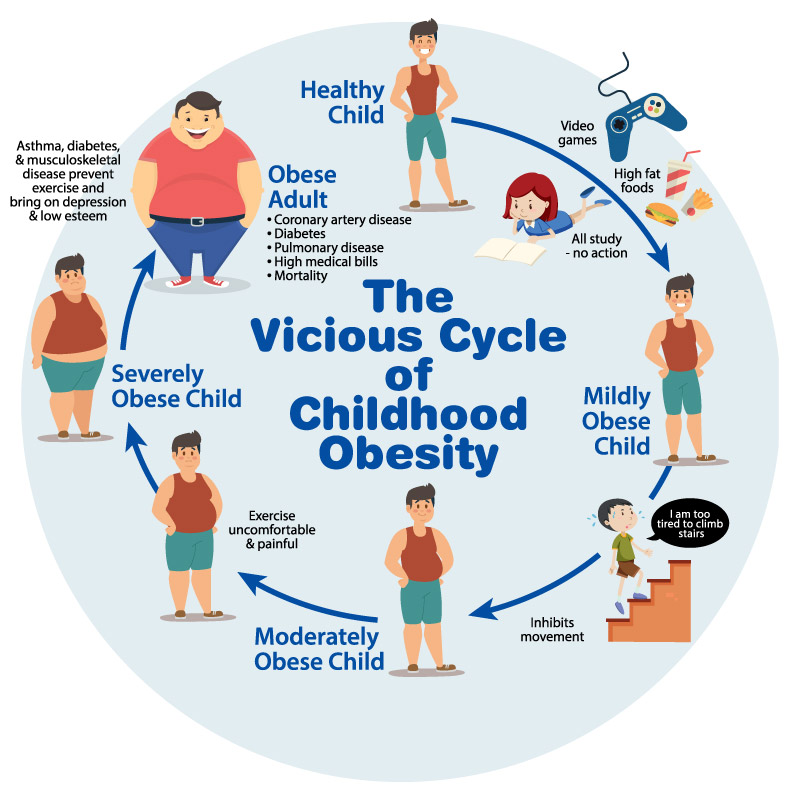 The
Vicious Cycle
of
Childhood
Obesity
Healthy
Child
Video
games
High fat
foods
All study
- no action
Mildly
Obese
Child
I am too
tired to climb
stairs
Inhibits
movement
Moderately
Obese Child
Exercise
uncomfortable
& painful
Severely
Obese Child
Asthma, diabetes,
& musculoskeletal
disease prevent
exercise and
bring on depression
& low esteem
Obese
Adult
• Coronary artery disease
• Diabetes
• Pulmonary disease
• High medical bills
• Mortality